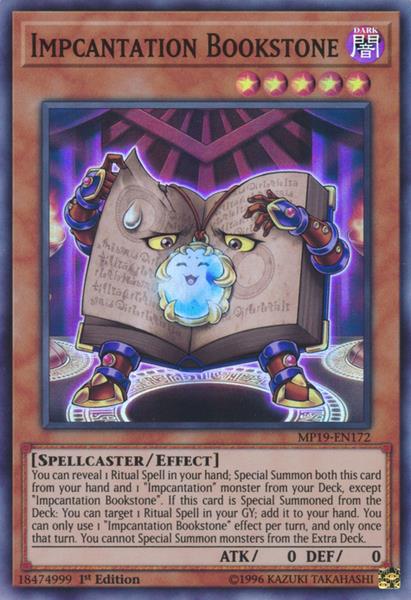 Impcantation Bookstone
DARK
闇
MP19-EN172
[Spellcaster/Effect]
You can reveal 1 Ritual Spell in your hand; Special Summon both this
card from your hand and 1 "Impcantation" monster from your Deck, except
"Impcantation Bookstone". If this card is Special Summoned from the
Deck: You can target 1 Ritual Spell in your GY; add it to your hand. You
can only use 1 "Impcantation Bookstone" effect per turn, and only once
that turn. You cannot Special Summon monsters from the Extra Deck.
ATK/ 0 DEF/ 0
18474999 1st Edition ©1996 KAZUKI TAKAHASHI